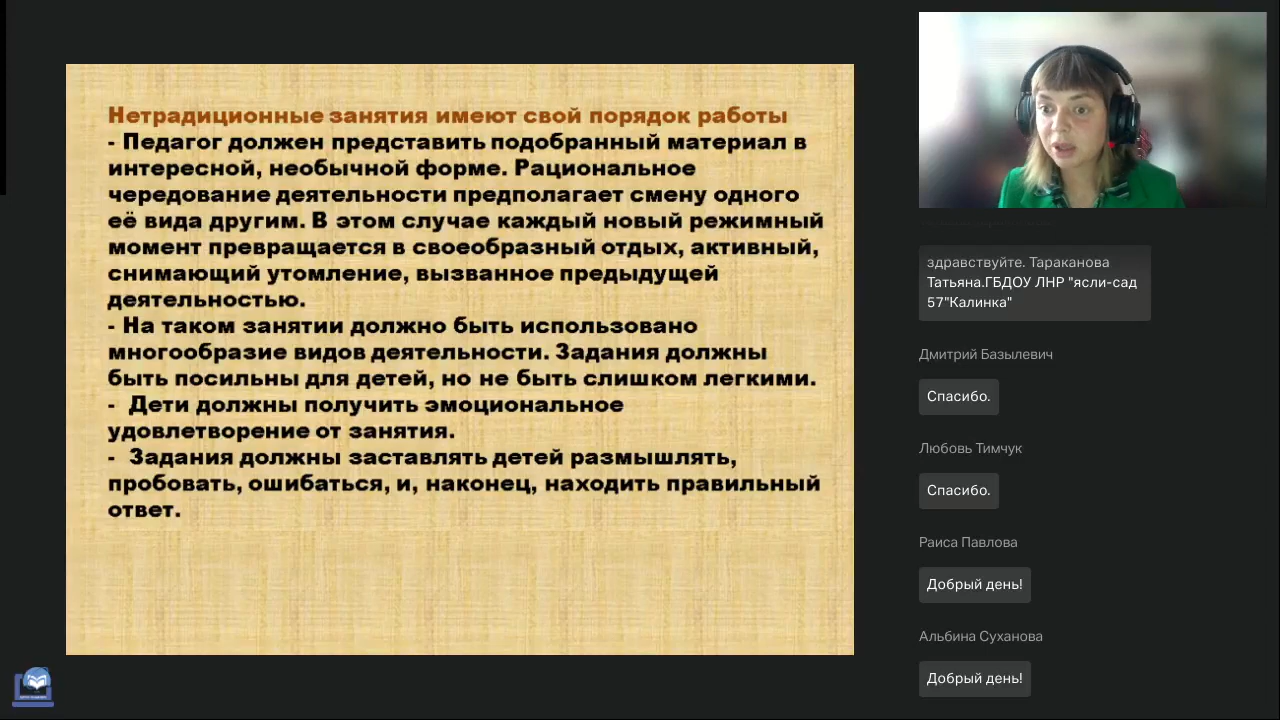 Нетрадиционные занятия имеют свой порядок работы
- Педагог должен представить подобранный материал в
интересной, необычной форме. Рациональное
чередование деятельности предполагает смену одного
её вида другим. В этом случае каждый новый режимный
момент превращается в своеобразный отдых, активный,
снимающий утомление, вызванное предыдущей
деятельностью.
- На таком занятии должно быть использовано
многообразие видов деятельности. Задания должны
быть посильны для детей, но не быть слишком легкими.
- Дети должны получить эмоциональное
удовлетворение от занятия.
- Задания должны заставлять детей размышлять,
пробовать, ошибаться, и, наконец, находить правильный
ответ.
здравствуйте. Тараканова
Татьяна.ГБДОУ ЛНР "ясли-сад
57"Калинка"
Дмитрий Базылевич
Спасибо.
Любовь Тимчук
Спасибо.
Раиса Павлова
Добрый день!
Альбина Суханова
Добрый день!